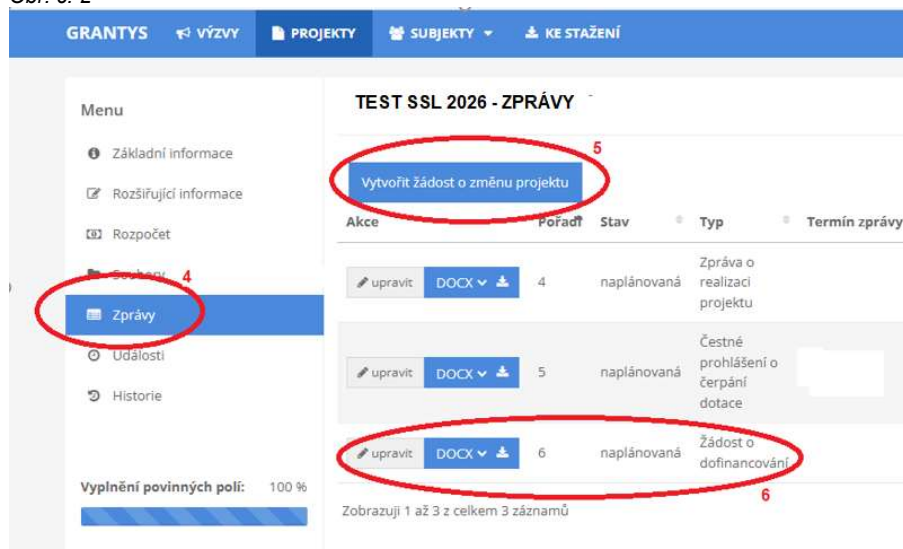 Obr. č. 2
GRANTYS VÝZVY PROJEKTY SUBJEKTY KE STAŽENÍ
Menu
Základní informace
Rozšiřující informace
Rozpočet
Soubory 4
Zprávy
Události
Historie
Vyplnění povinných polí: 100 %
TEST SSL 2026 - ZPRÁVY
5
Vytvořit žádost o změnu projektu
Akce Pořadí Stav Typ Termín zprávy
upravit DOCX 4 naplánovaná Zpráva o
realizaci
projektu
upravit DOCX 5 naplánovaná Čestné
prohlášení o
čerpání
dotace
upravit DOCX 6 naplánovaná Žádost o
dofinancování
6
Zobrazuji 1 až 3 z celkem 3 záznamů